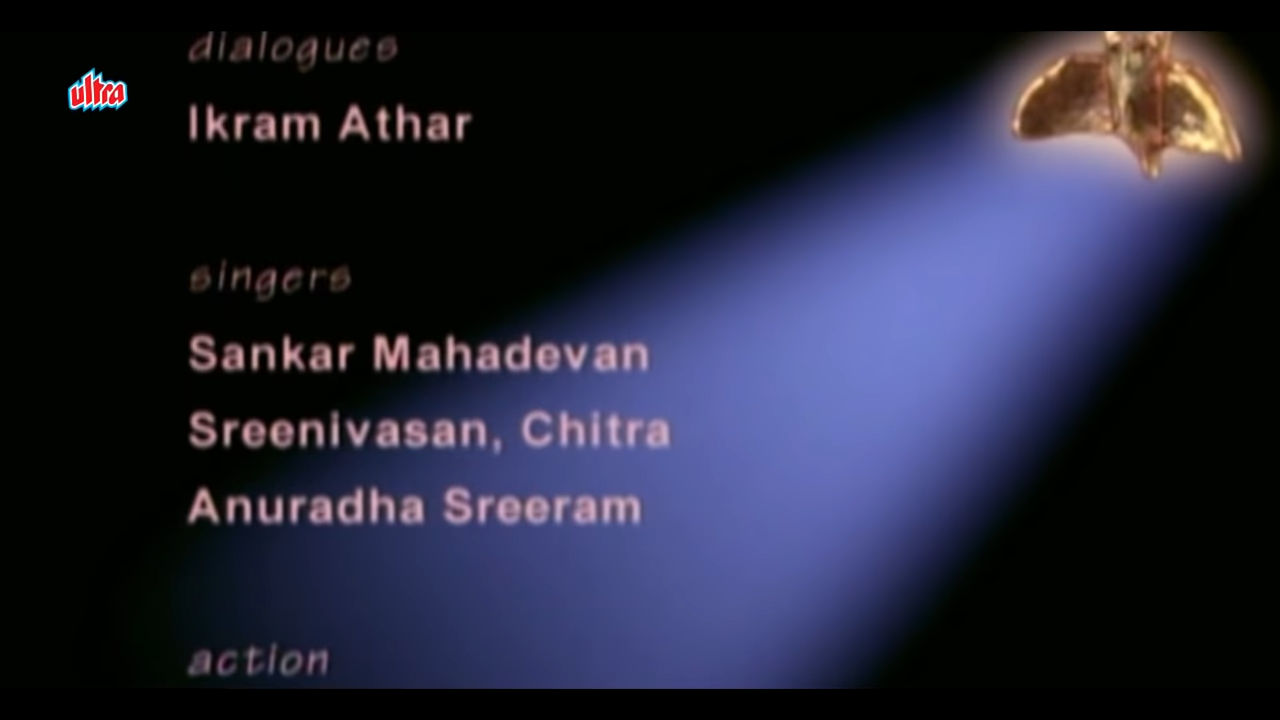 dialogues
ultra
Ikram Athar
singers
Sankar Mahadevan
Sreenivasan, Chitra
Anuradha Sreeram
action